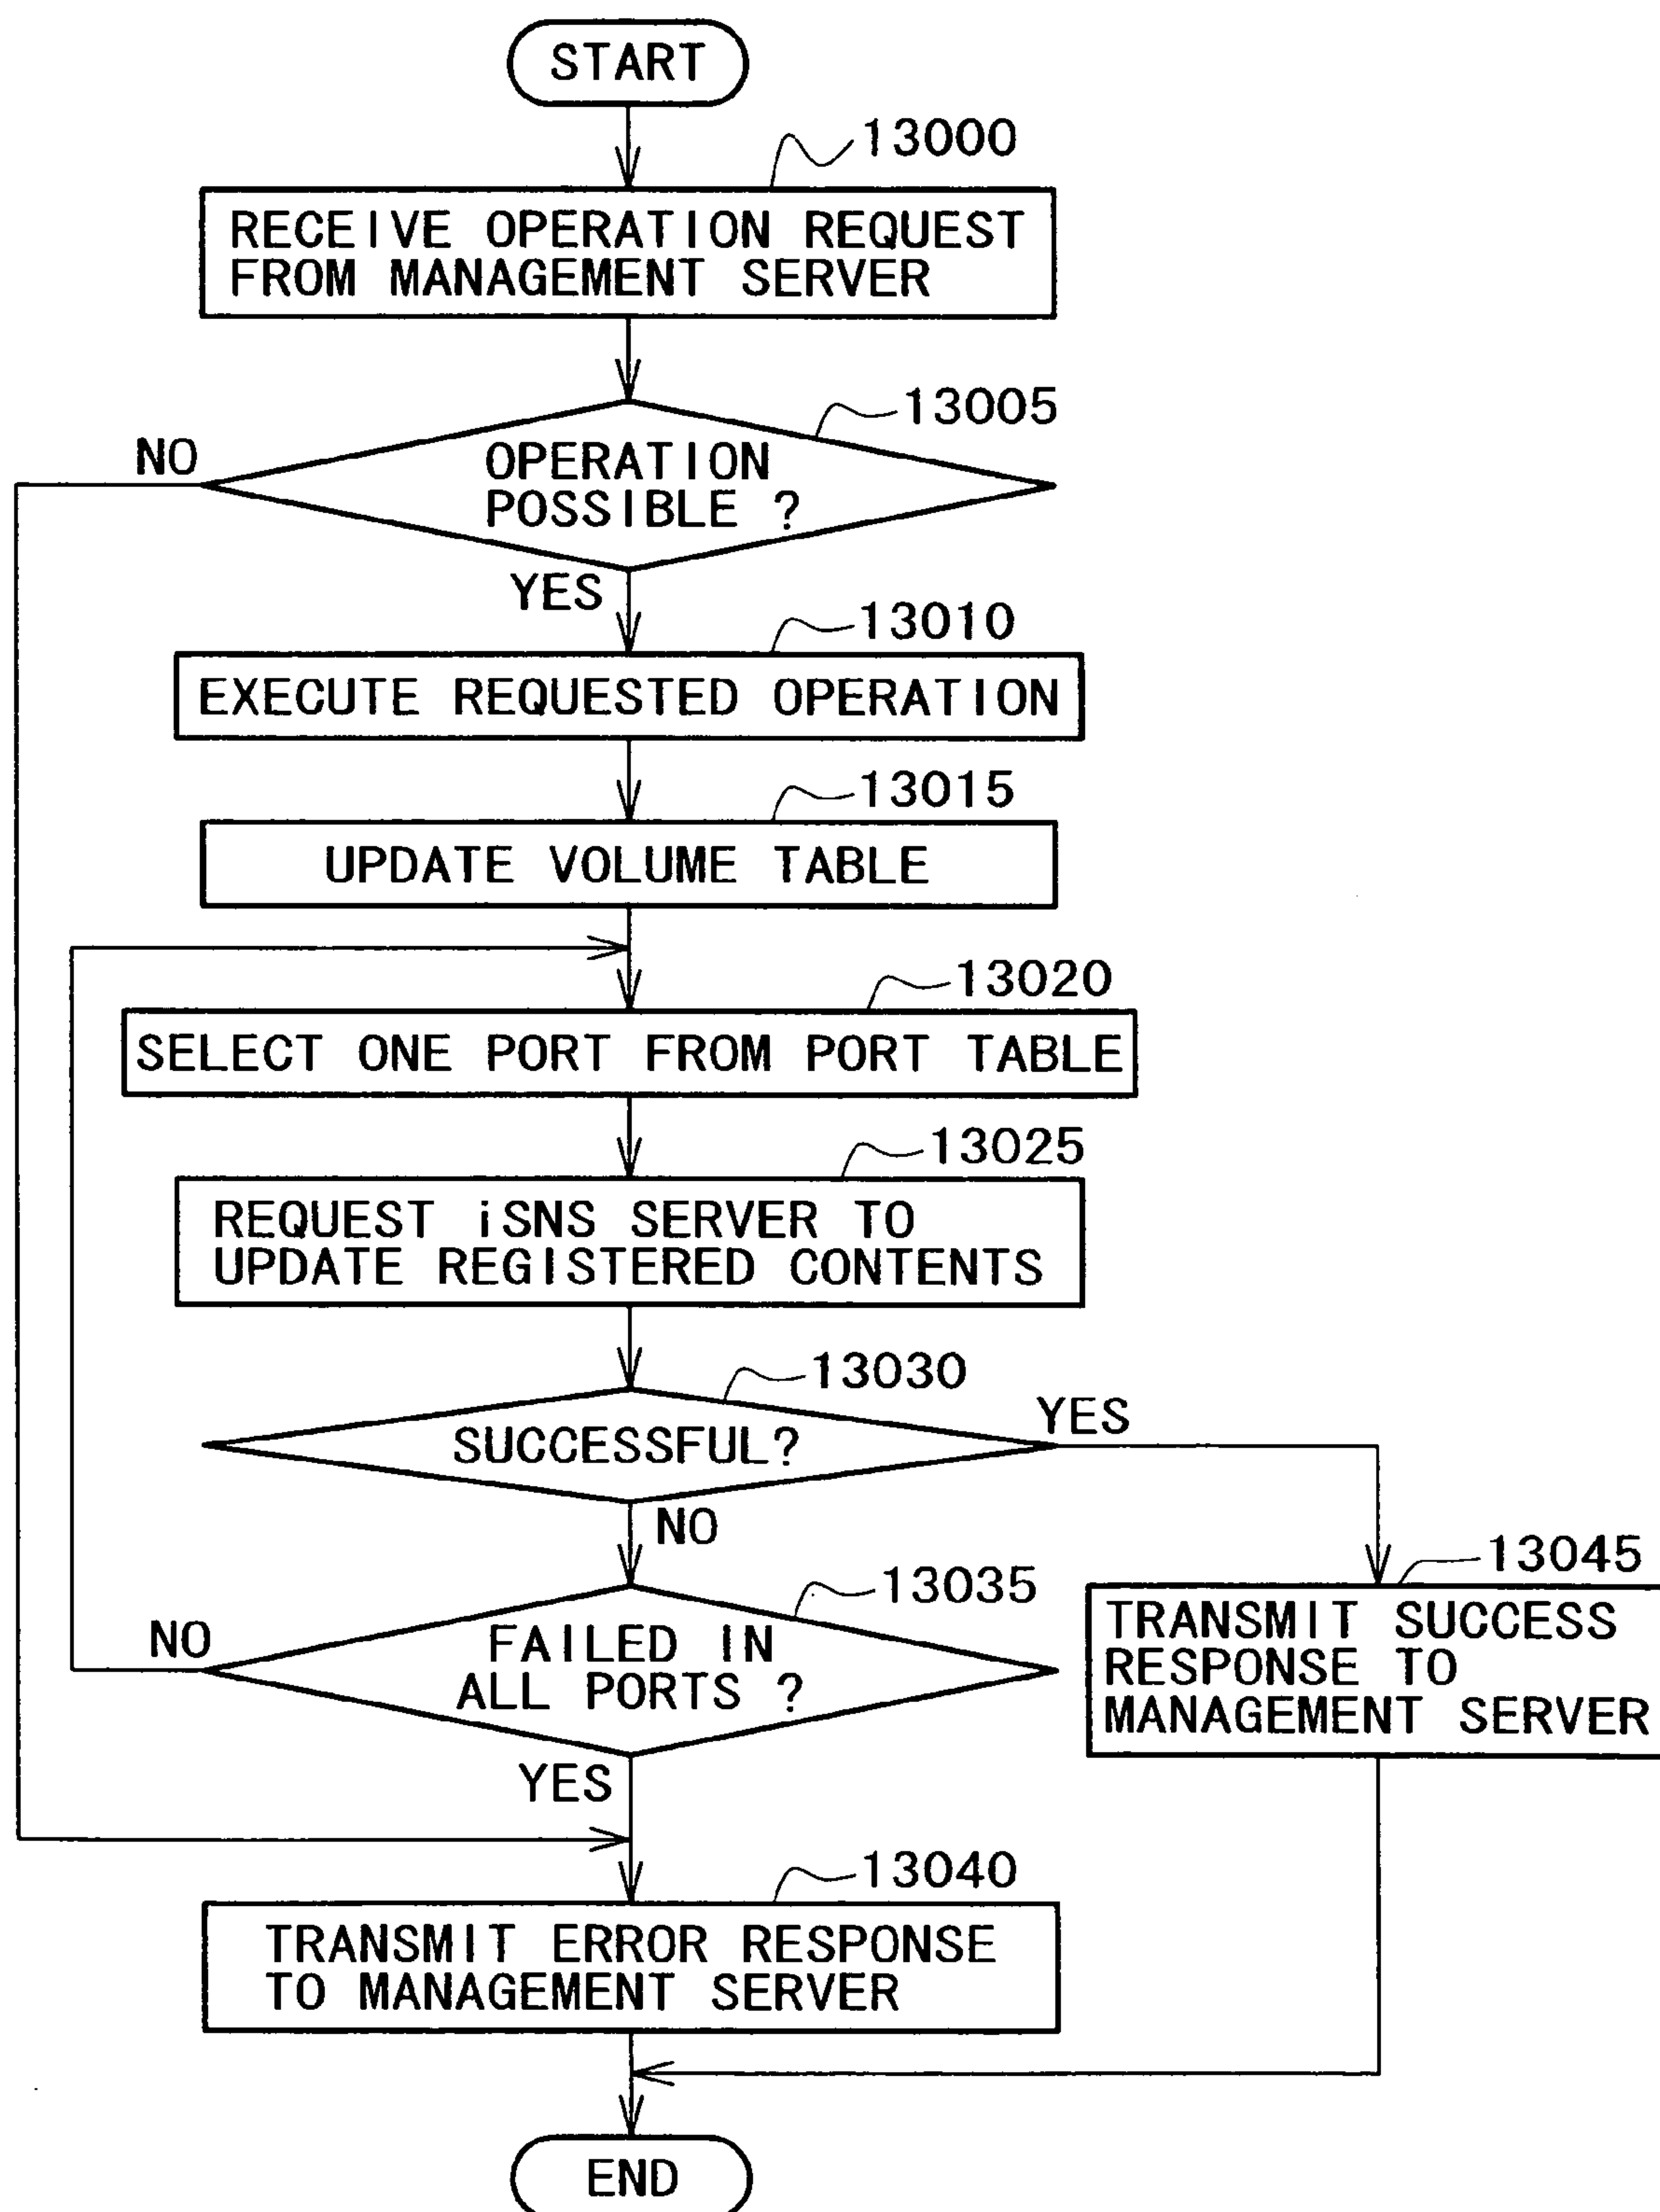 START
13000
RECEIVE OPERATION REQUEST
FROM MANAGEMENT SERVER
13005
NO
OPERATION
POSSIBLE ?
YES
13010
EXECUTE REQUESTED OPERATION
13015
UPDATE VOLUME TABLE
13020
SELECT ONE PORT FROM PORT TABLE
13025
REQUEST iSNS SERVER TO
UPDATE REGISTERED CONTENTS
13030
SUCCESSFUL?
YES
NO
13035
NO
FAILED IN
ALL PORTS ?
YES
13045
TRANSMIT SUCCESS
RESPONSE TO
MANAGEMENT SERVER
13040
TRANSMIT ERROR RESPONSE
TO MANAGEMENT SERVER
END